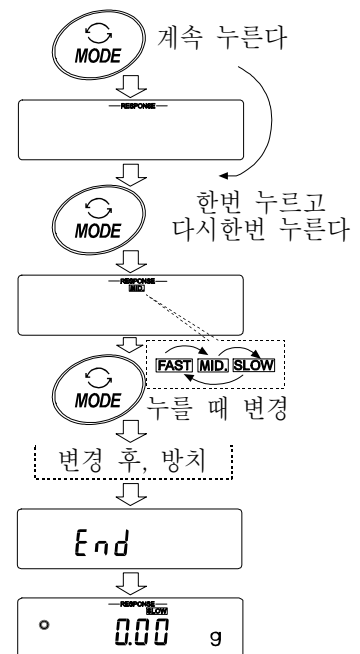 MODE 계속 누른다
RESPONSE
MODE 한번 누르고
다시한번 누른다
RESPONSE
MID.
FAST MID. SLOW
MODE 누를 때 변경
변경 후, 방치
End
RESPONSE
SLOW
0.00 g